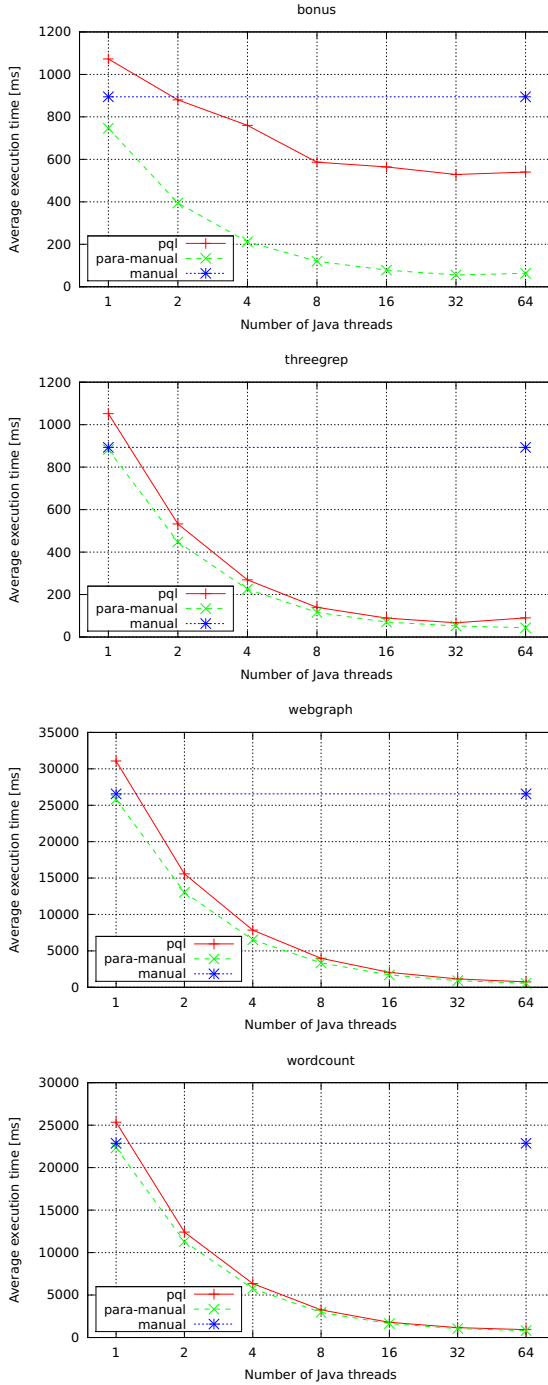 bonus
1200
1000
800
600
400
200
0
Average execution time [ms]
pql
para-manual
manual
1 2 4 8 16 32 64
Number of Java threads
threegrep
1200
1000
800
600
400
200
0
Average execution time [ms]
pql
para-manual
manual
1 2 4 8 16 32 64
Number of Java threads
webgraph
35000
30000
25000
20000
15000
10000
5000
0
Average execution time [ms]
pql
para-manual
manual
1 2 4 8 16 32 64
Number of Java threads
wordcount
30000
25000
20000
15000
10000
5000
0
Average execution time [ms]
pql
para-manual
manual
1 2 4 8 16 32 64
Number of Java threads